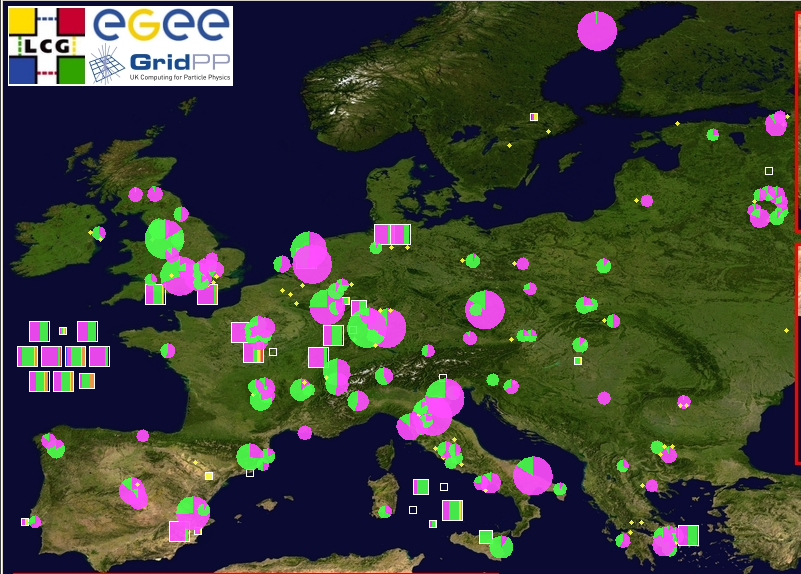 LCG
eGee
GridPP
UK Computing for Particle Physics